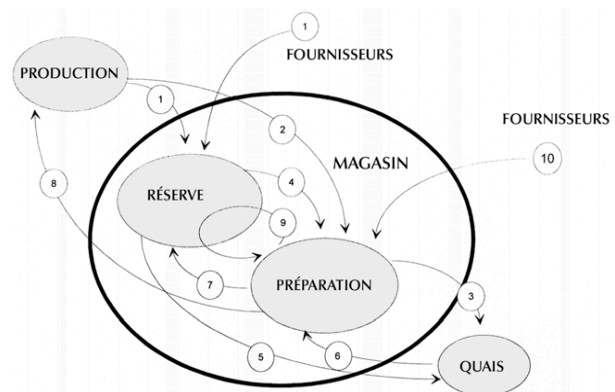 1
FOURNISSEURS
PRODUCTION
1
2
FOURNISSEURS
MAGASIN
10
8
4
RÉSERVE
9
PRÉPARATION
7
3
5
6
QUAIS